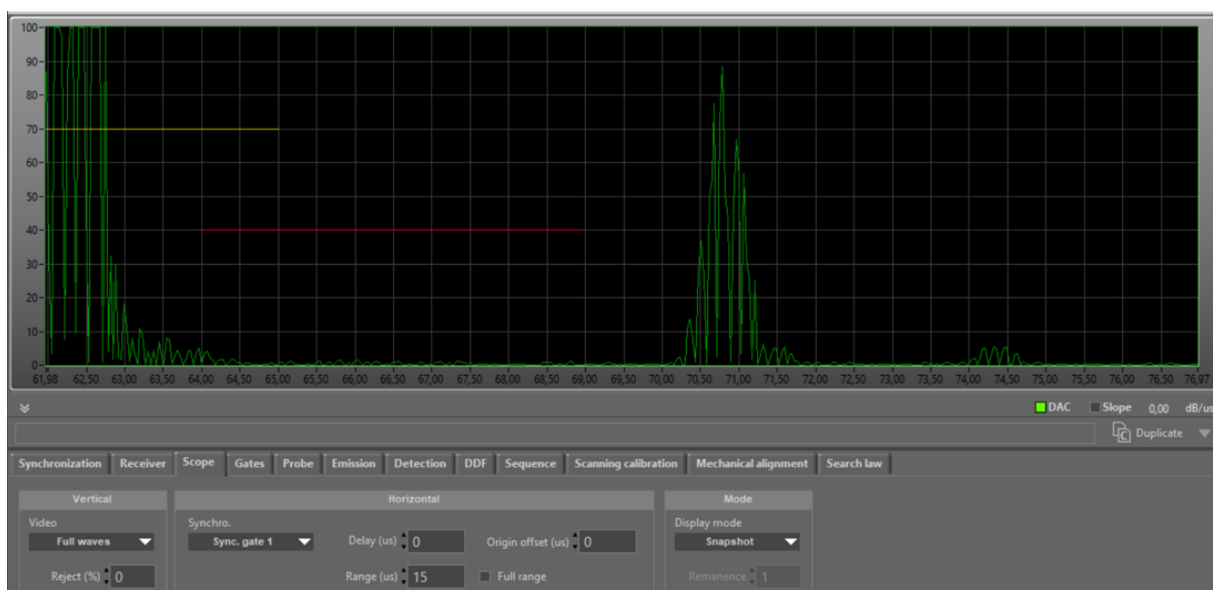 100
90
80
70
60
50
40
30
20
10
0
61,98 62,50 63,00 63,50 64,00 64,50 65,00 65,50 66,00 66,50 67,00 67,50 68,00 68,50 69,00 69,50 70,00 70,50 71,00 71,50 72,00 72,50 73,00 73,50 74,00 74,50 75,00 75,50 76,00 76,50 76,97
DAC Slope 0,00 dB/us
Duplicate
Synchronization Receiver Scope Gates Probe Emission Detection DDF Sequence Scanning calibration Mechanical alignment Search law
Vertical Horizontal Mode
Video Synchro. Display mode
Full waves Sync. gate 1 Delay (us) 0 Origin offset (us) 0 Snapshot
Reject (%) 0 Range (us) 15 Full range Remanence 1